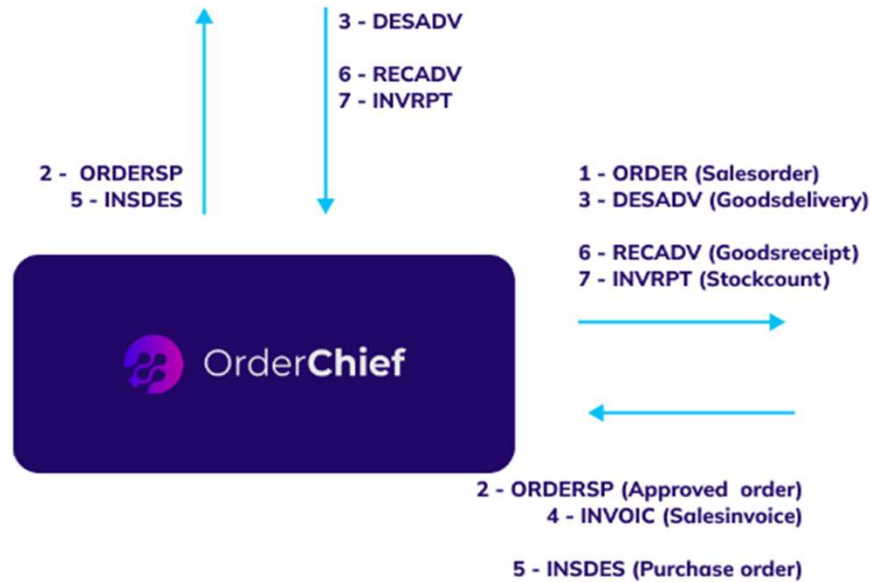 3 - DESADV
6 - RECADV
7 - INVRPT
2 - ORDERSP
5 - INSDES
1 - ORDER (Salesorder)
3 - DESADV (Goodsdelivery)
6 - RECADV (Goodsreceipt)
7 - INVRPT (Stockcount)
OrderChief
2 - ORDERSP (Approved order)
4 - INVOIC (Salesinvoice)
5 - INSDES (Purchase order)